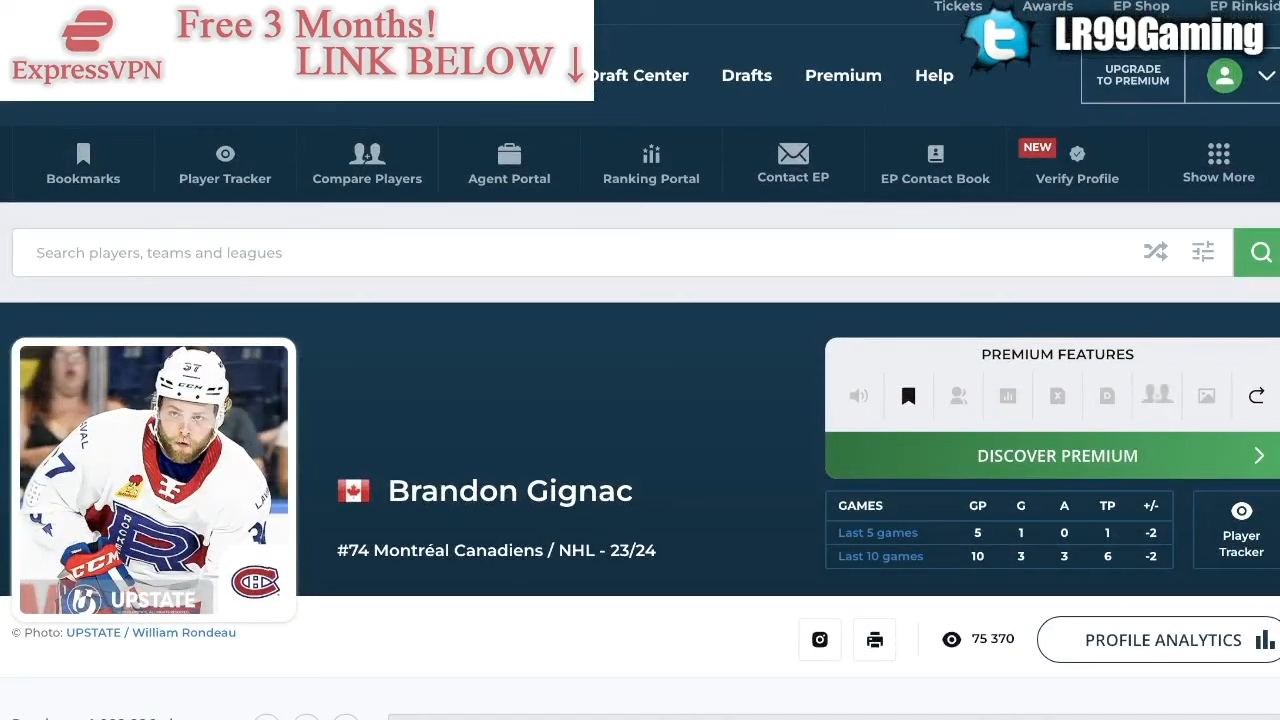 Tickets Awards EP Shop EP Rinksid
ExpressVPN
Free 3 Months!
LINK BELOW ↓
LR99Gaming
Draft Center Drafts Premium Help
UPGRADE
TO PREMIUM
Bookmarks Player Tracker Compare Players Agent Portal Ranking Portal Contact EP EP Contact Book NEW Verify Profile Show More
Search players, teams and leagues
PREMIUM FEATURES
DISCOVER PREMIUM
Brandon Gignac
#74 Montréal Canadiens / NHL - 23/24
GAMES GP G A TP +/-
Last 5 games 5 1 0 1 -2
Last 10 games 10 3 3 6 -2
Player
Tracker
37
UPSTATE
© Photo: UPSTATE / William Rondeau
75 370
PROFILE ANALYTICS